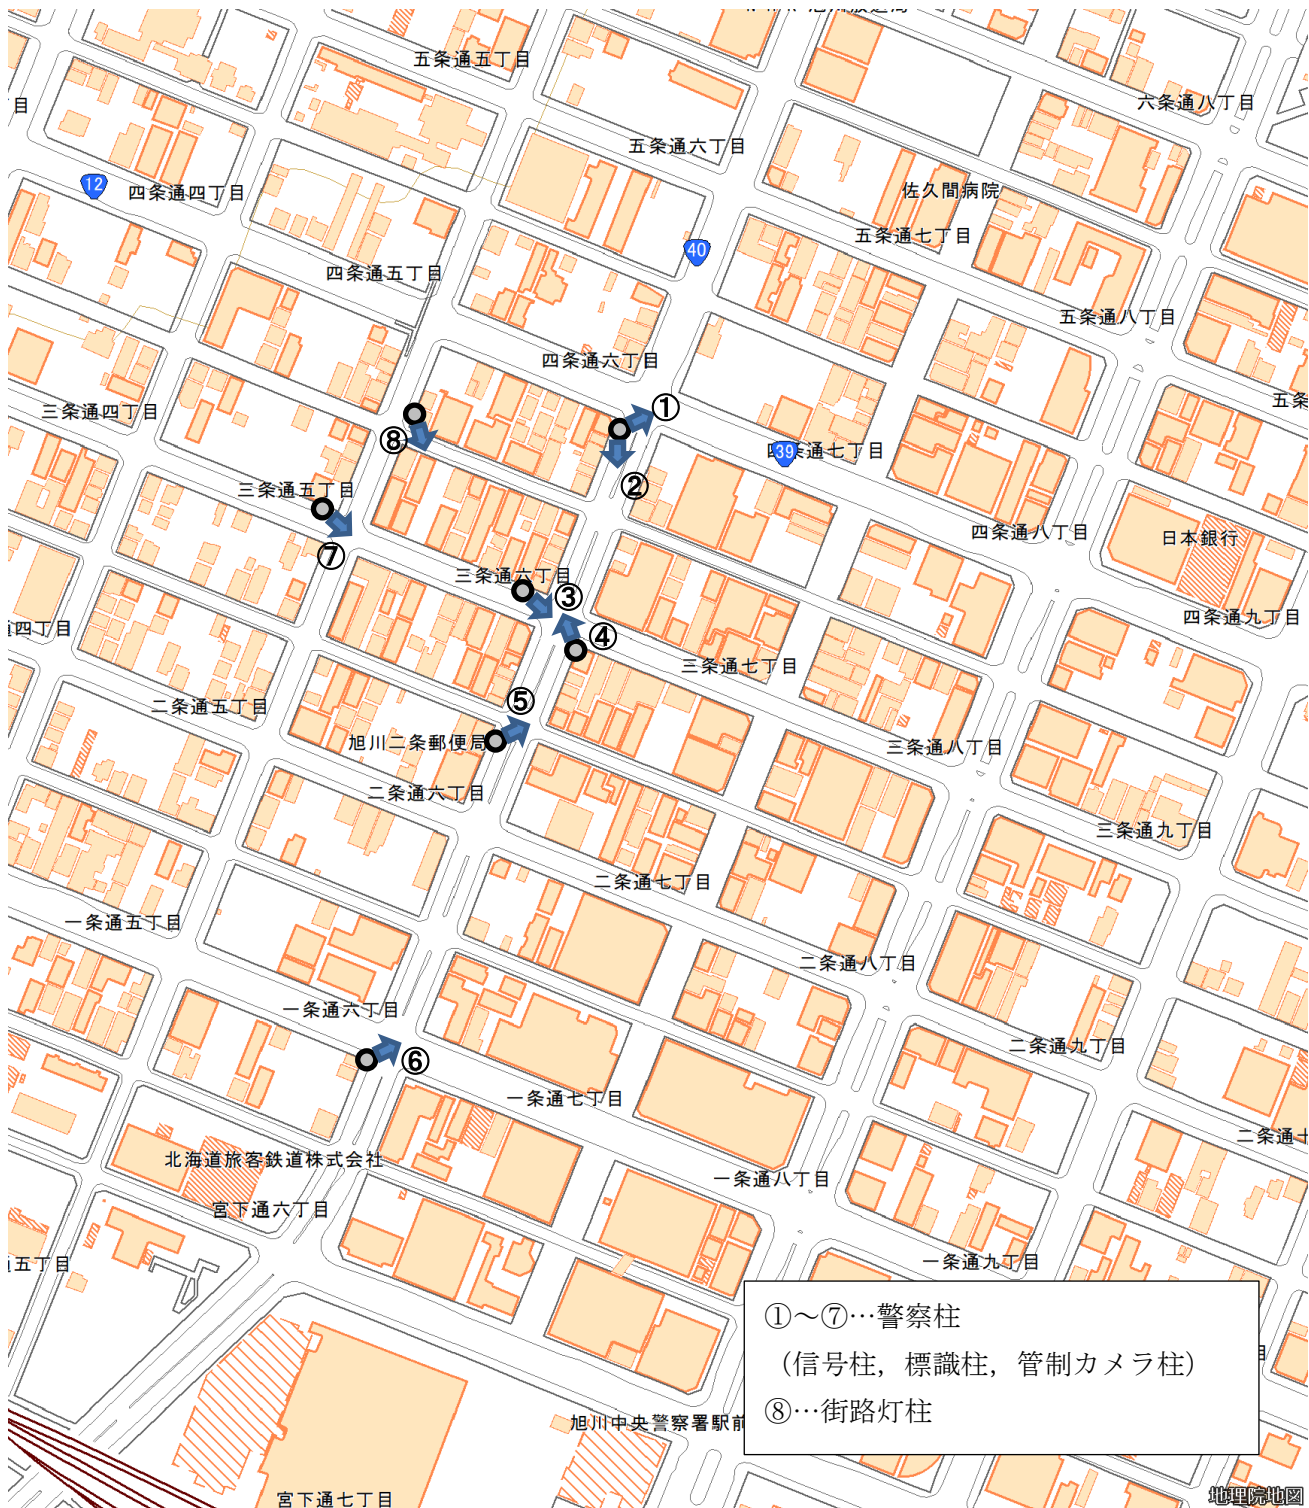 五条通五丁目
六条通八丁目
目
五条通六丁目
12
四条通四丁目
佐久間病院
五条通七丁目
40
四条通五丁目
五条通八丁目
四条通六丁目
五条
三条通四丁目
①
⑧
39
条通七丁目
②
三条通五丁目
四条通八丁目
日本銀行
⑦
三条通六丁目
③
四条通九丁目
四丁目
④
三条通七丁目
⑤
二条通五丁目
旭川二条郵便局
三条通八丁目
二条通六丁目
三条通九丁目
二条通七丁目
一条通五丁目
二条通八丁目
一条通六丁目
二条通九丁目
⑥
一条通七丁目
二条通十
北海道旅客鉄道株式会社
一条通八丁目
宮下通六丁目
五丁目
一条通九丁目
①~⑦…警察柱
(信号柱，標識柱，管制カメラ柱)
⑧…街路灯柱
旭川中央警察署駅前
宮下通七丁目
地理院地図